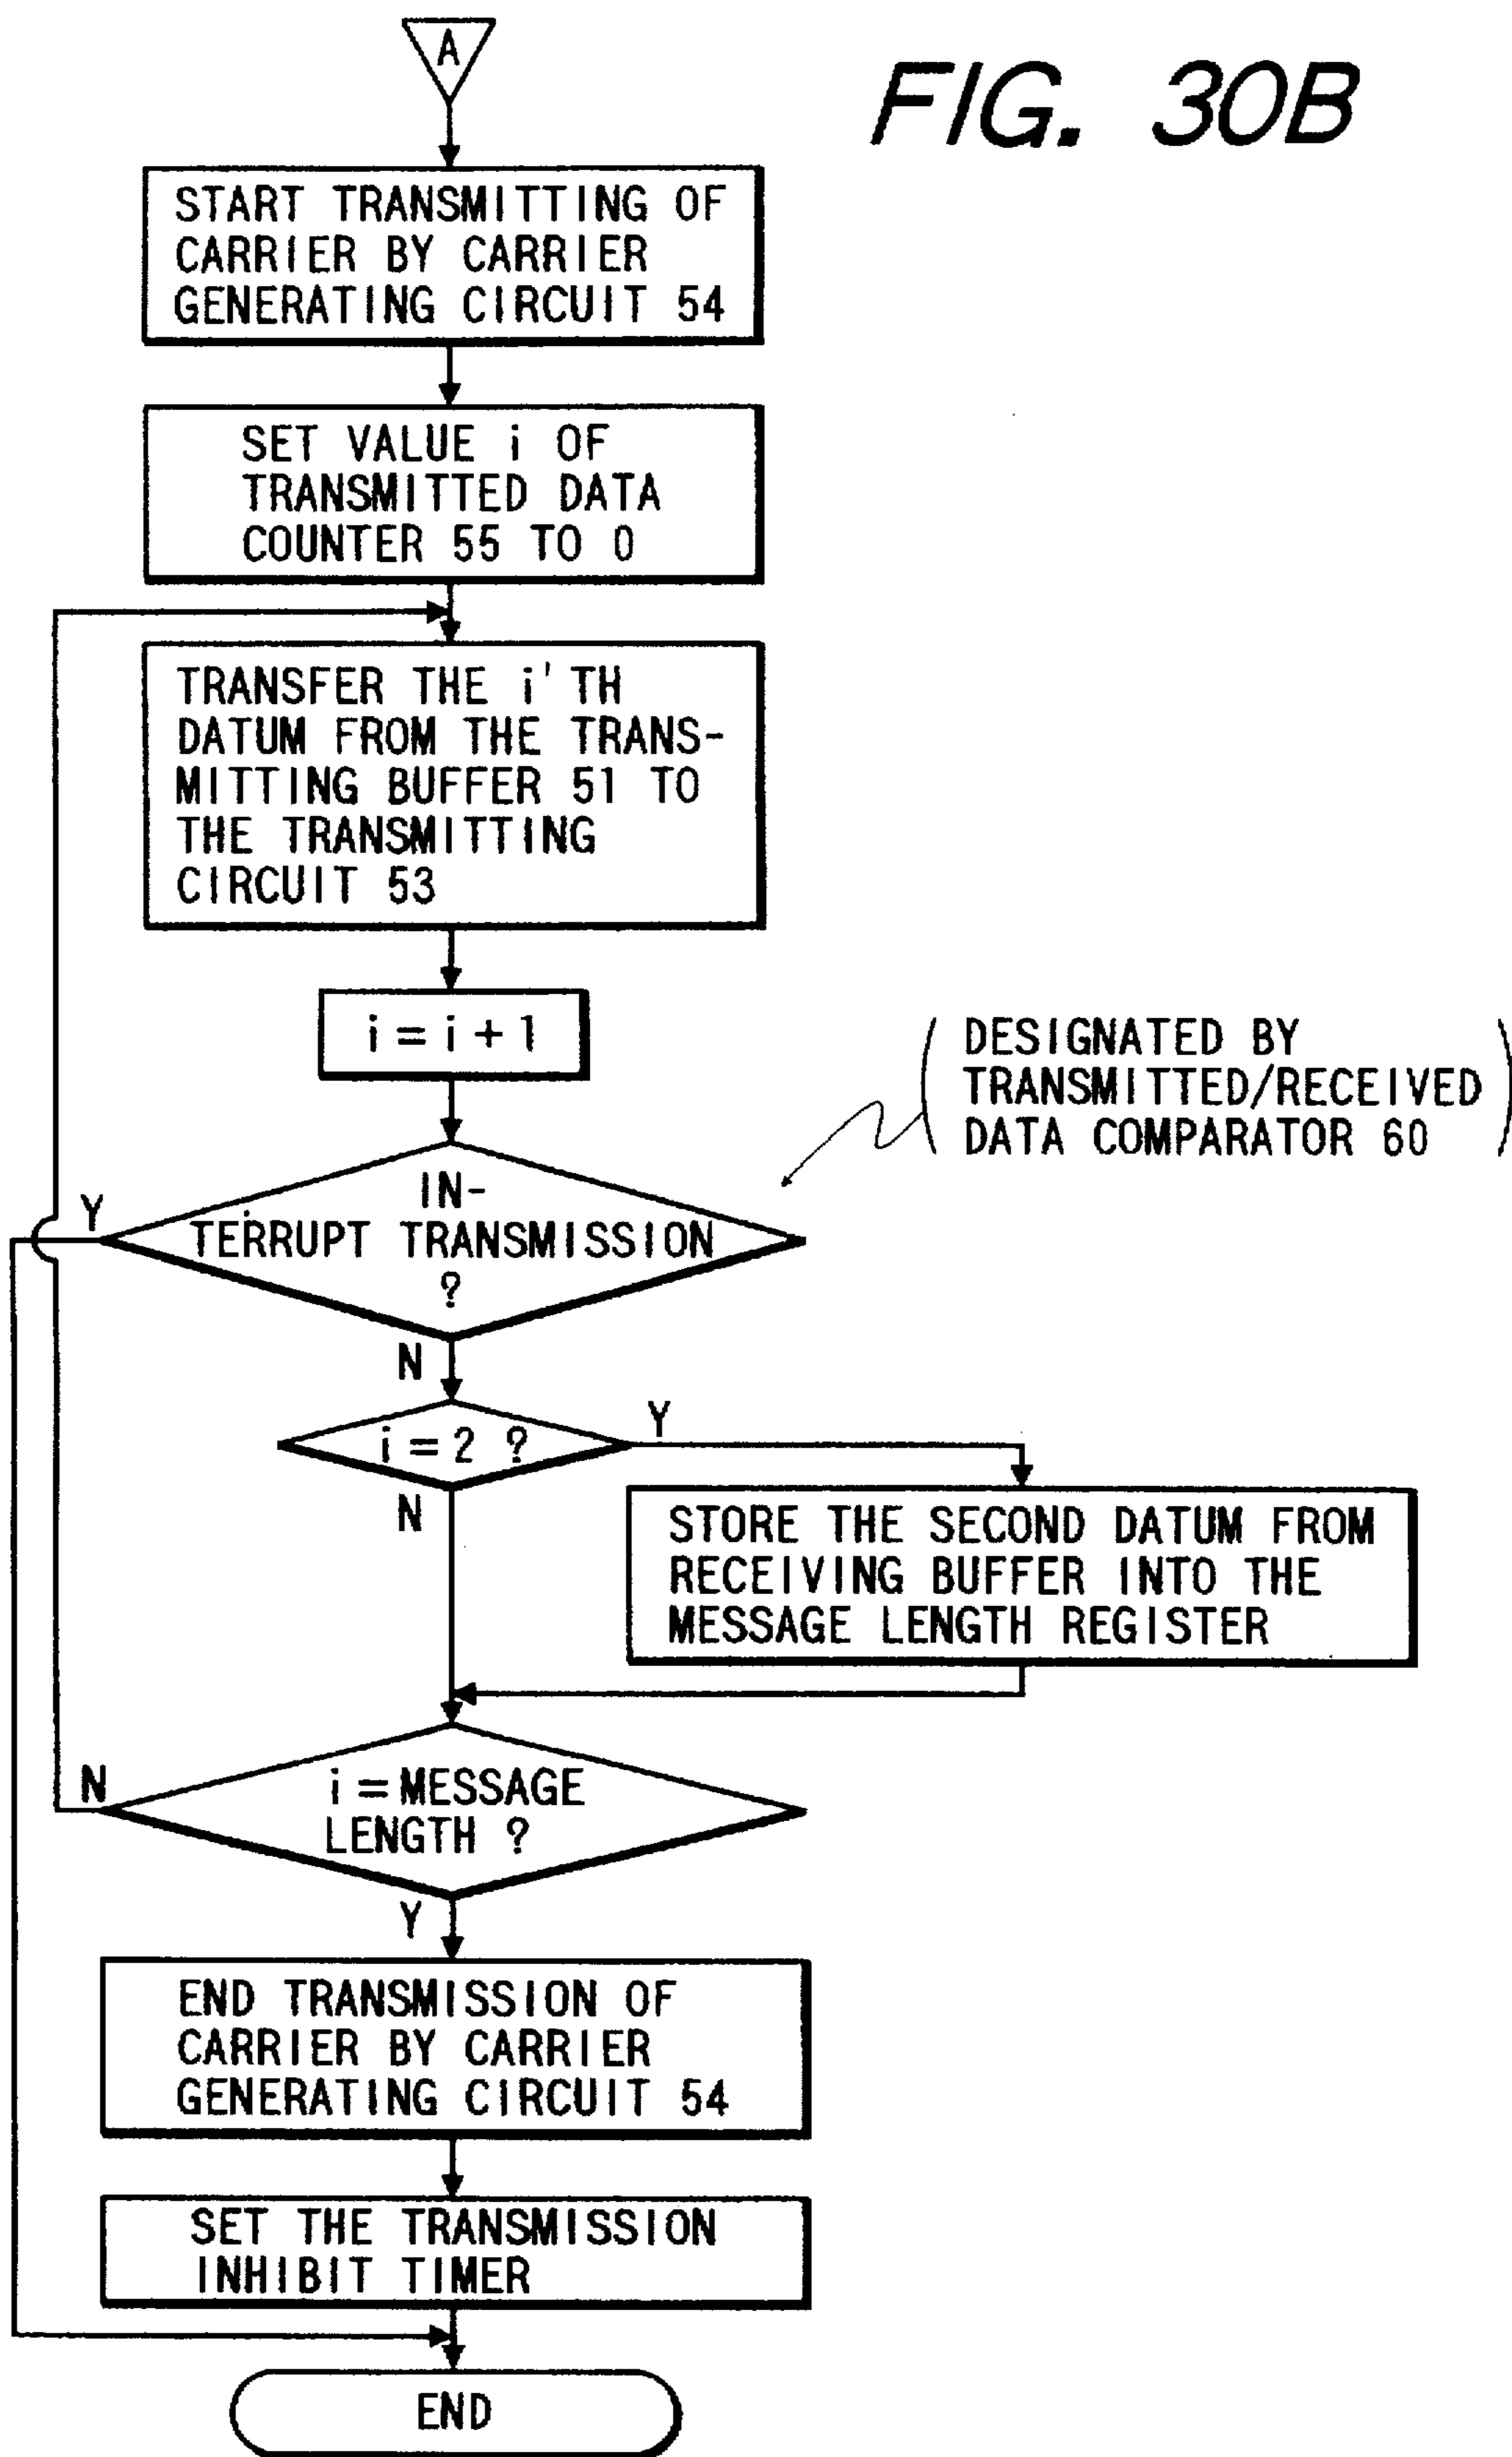 A
FIG. 30B
START TRANSMITTING OF
CARRIER BY CARRIER
GENERATING CIRCUIT 54
SET VALUE i OF
TRANSMITTED DATA
COUNTER 55 TO 0
TRANSFER THE i'TH
DATUM FROM THE TRANS-
MITTING BUFFER 51 TO
THE TRANSMITTING
CIRCUIT 53
i = i + 1
DESIGNATED BY
TRANSMITTED/RECEIVED
DATA COMPARATOR 60
IN-
TERRUPT TRANSMISSION
?
Y
N
i = 2 ?
Y
N
STORE THE SECOND DATUM FROM
RECEIVING BUFFER INTO THE
MESSAGE LENGTH REGISTER
i = MESSAGE
LENGTH ?
N
Y
END TRANSMISSION OF
CARRIER BY CARRIER
GENERATING CIRCUIT 54
SET THE TRANSMISSION
INHIBIT TIMER
END